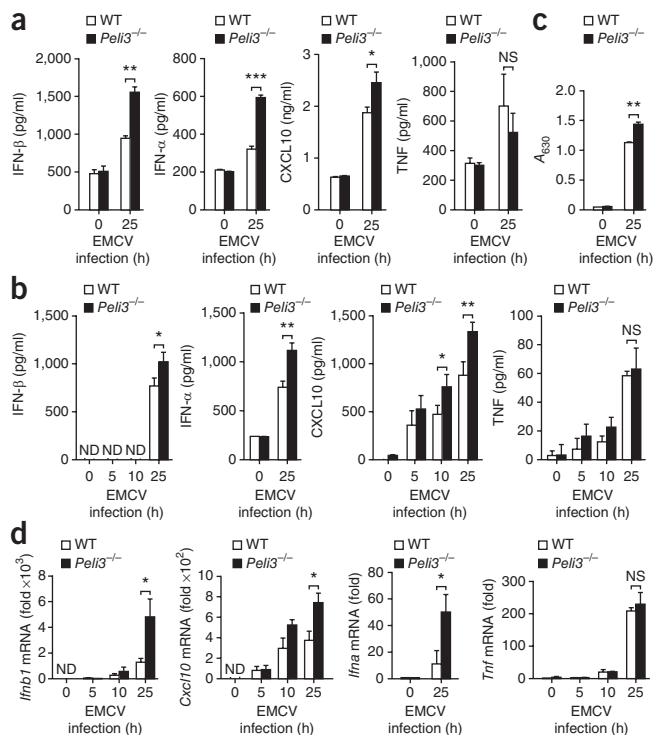 a
WT
Peli3–/–
WT
Peli3–/–
WT
Peli3–/–
WT
Peli3–/–
c
WT
Peli3–/–
IFN-β (pg/ml)
2,000
1,500
1,000
500
0
**
0 25
EMCV
infection (h)
IFN-α (pg/ml)
800
600
400
200
0
***
0 25
EMCV
infection (h)
CXCL10 (ng/ml)
3
2
1
0
*
0 25
EMCV
infection (h)
TNF (pg/ml)
1,000
800
600
400
200
0
NS
0 25
EMCV
infection (h)
A630
2.0
1.5
1.0
0.5
0
**
0 25
EMCV
infection (h)
b
WT
Peli3–/–
WT
Peli3–/–
WT
Peli3–/–
WT
Peli3–/–
IFN-β (pg/ml)
1,500
1,000
500
0
ND ND ND
*
0 5 10 25
EMCV
infection (h)
IFN-α (pg/ml)
1,500
1,000
500
0
**
0 25
EMCV
infection (h)
CXCL10 (pg/ml)
1,500
1,000
500
0
*
**
0 5 10 25
EMCV
infection (h)
TNF (pg/ml)
100
80
60
40
20
0
NS
0 5 10 25
EMCV
infection (h)
d
WT
Peli3–/–
WT
Peli3–/–
WT
Peli3–/–
WT
Peli3–/–
Ifnb1 mRNA (fold ×10³)
8
6
4
2
0
ND
*
0 5 10 25
EMCV
infection (h)
Cxcl10 mRNA (fold ×10²)
10
8
6
4
2
0
ND
*
0 5 10 25
EMCV
infection (h)
Ifna mRNA (fold)
80
60
40
20
0
*
0 25
EMCV
infection (h)
Tnf mRNA (fold)
300
200
100
0
NS
0 5 10 25
EMCV
infection (h)